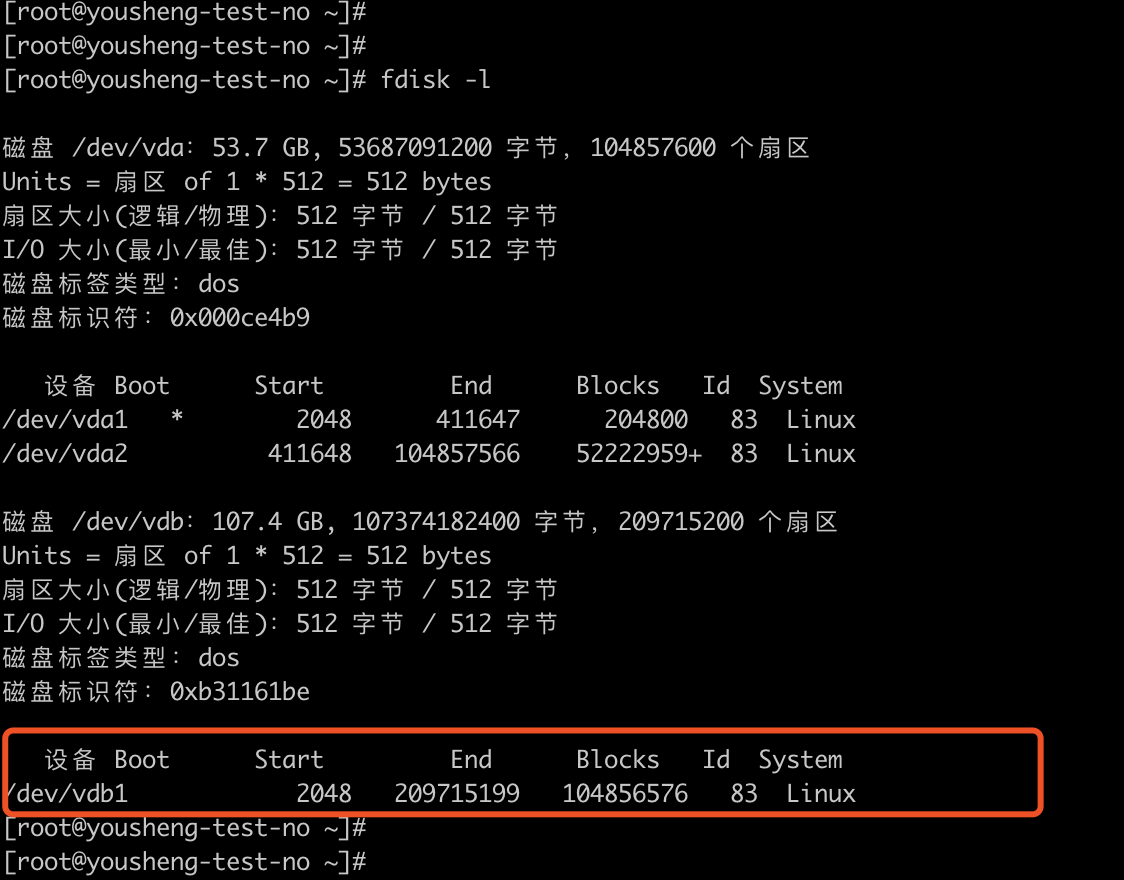 [root@yousheng-test-no ~]#
[root@yousheng-test-no ~]#
[root@yousheng-test-no ~]# fdisk -l
磁盘 /dev/vda：53.7 GB, 53687091200 字节，104857600 个扇区
Units = 扇区 of 1 * 512 = 512 bytes
扇区大小(逻辑/物理)：512 字节 / 512 字节
I/O 大小(最小/最佳)：512 字节 / 512 字节
磁盘标签类型：dos
磁盘标识符：0x000ce4b9
设备 Boot Start End Blocks Id System
/dev/vda1 * 2048 411647 204800 83 Linux
/dev/vda2 411648 104857566 52222959+ 83 Linux
磁盘 /dev/vdb：107.4 GB, 107374182400 字节，209715200 个扇区
Units = 扇区 of 1 * 512 = 512 bytes
扇区大小(逻辑/物理)：512 字节 / 512 字节
I/O 大小(最小/最佳)：512 字节 / 512 字节
磁盘标签类型：dos
磁盘标识符：0xb31161be
设备 Boot Start End Blocks Id System
/dev/vdb1 2048 209715199 104856576 83 Linux
[root@yousheng-test-no ~]#
[root@yousheng-test-no ~]#